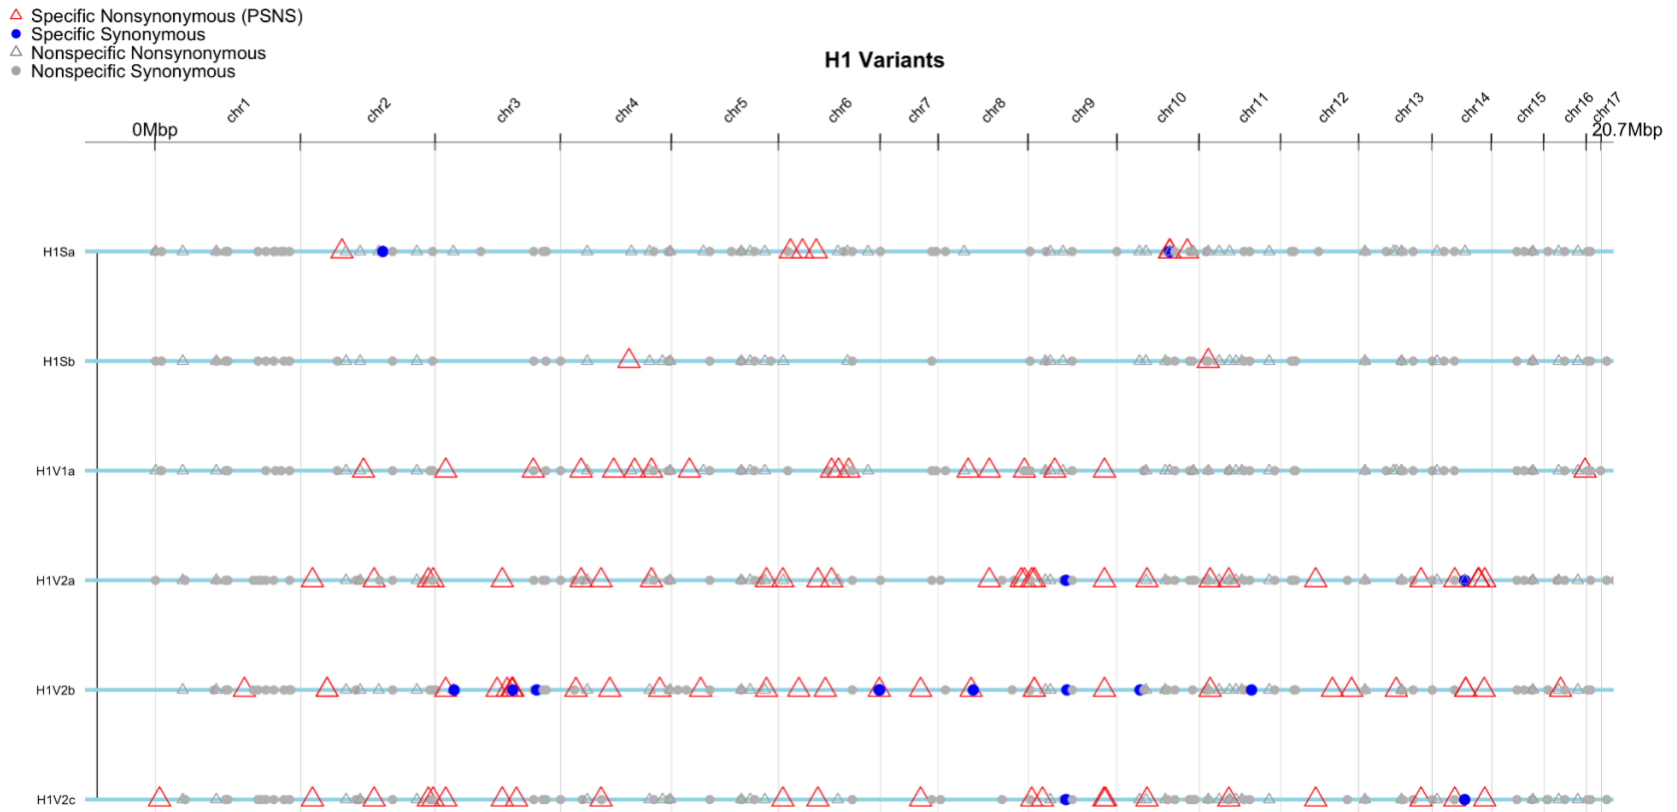 Specific Nonsynonymous (PSNS)
Specific Synonymous
Nonspecific Nonsynonymous
Nonspecific Synonymous
H1 Variants
chr1 chr2 chr3 chr4 chr5 chr6 chr7 chr8 chr9 chr10 chr11 chr12 chr13 chr14 chr15 chr16 chr17
0Mbp 20.7Mbp
H1Sa
H1Sb
H1V1a
H1V2a
H1V2b
H1V2c